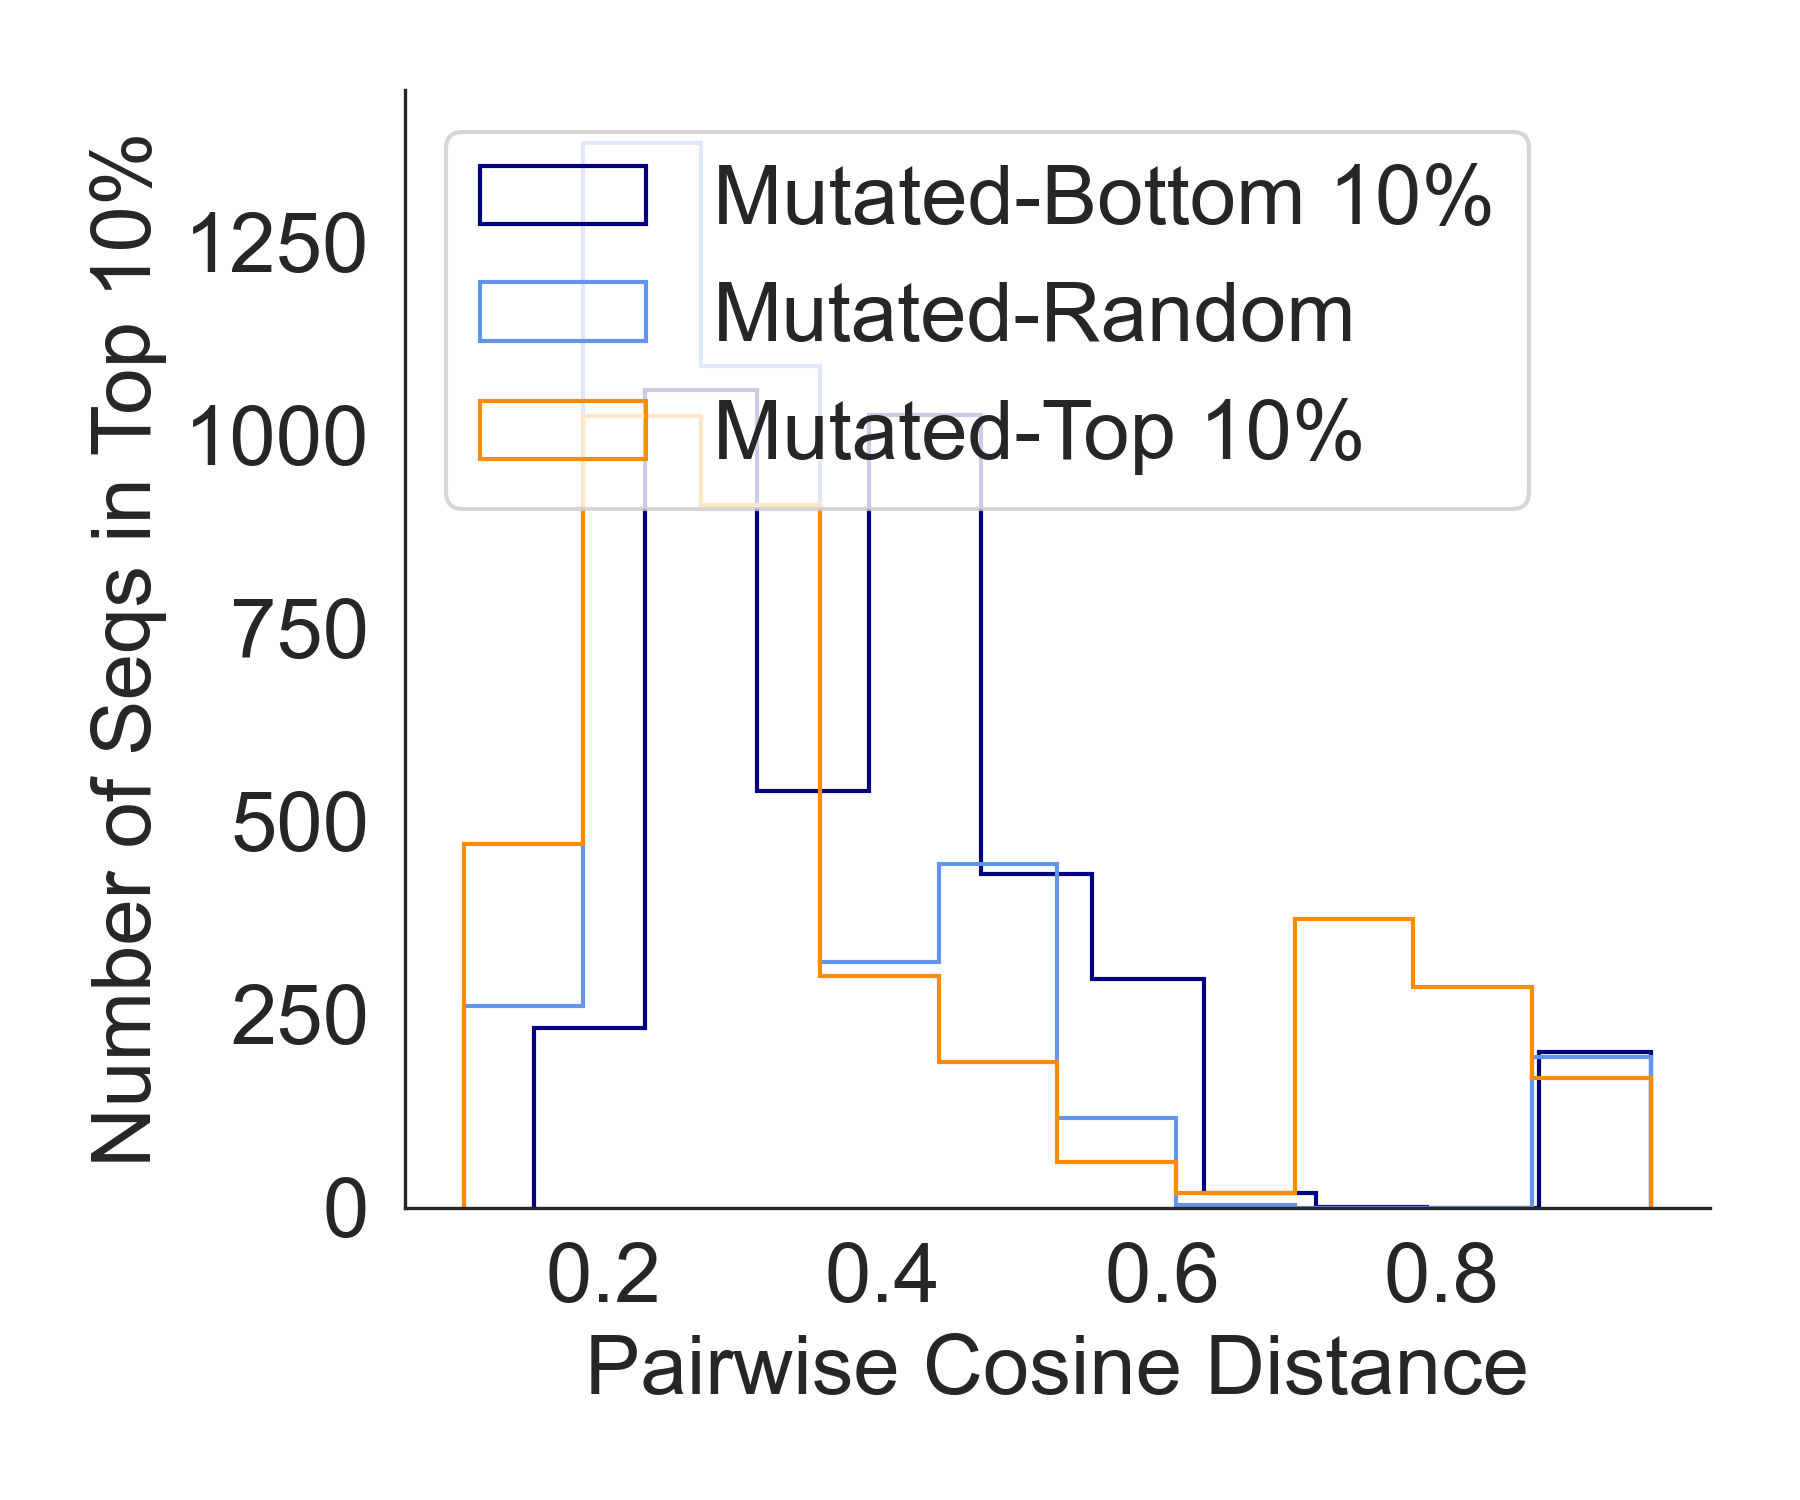 Number of Seqs in Top 10%
1250
1000
750
500
250
0
Mutated-Bottom 10%
Mutated-Random
Mutated-Top 10%
0.2 0.4 0.6 0.8
Pairwise Cosine Distance